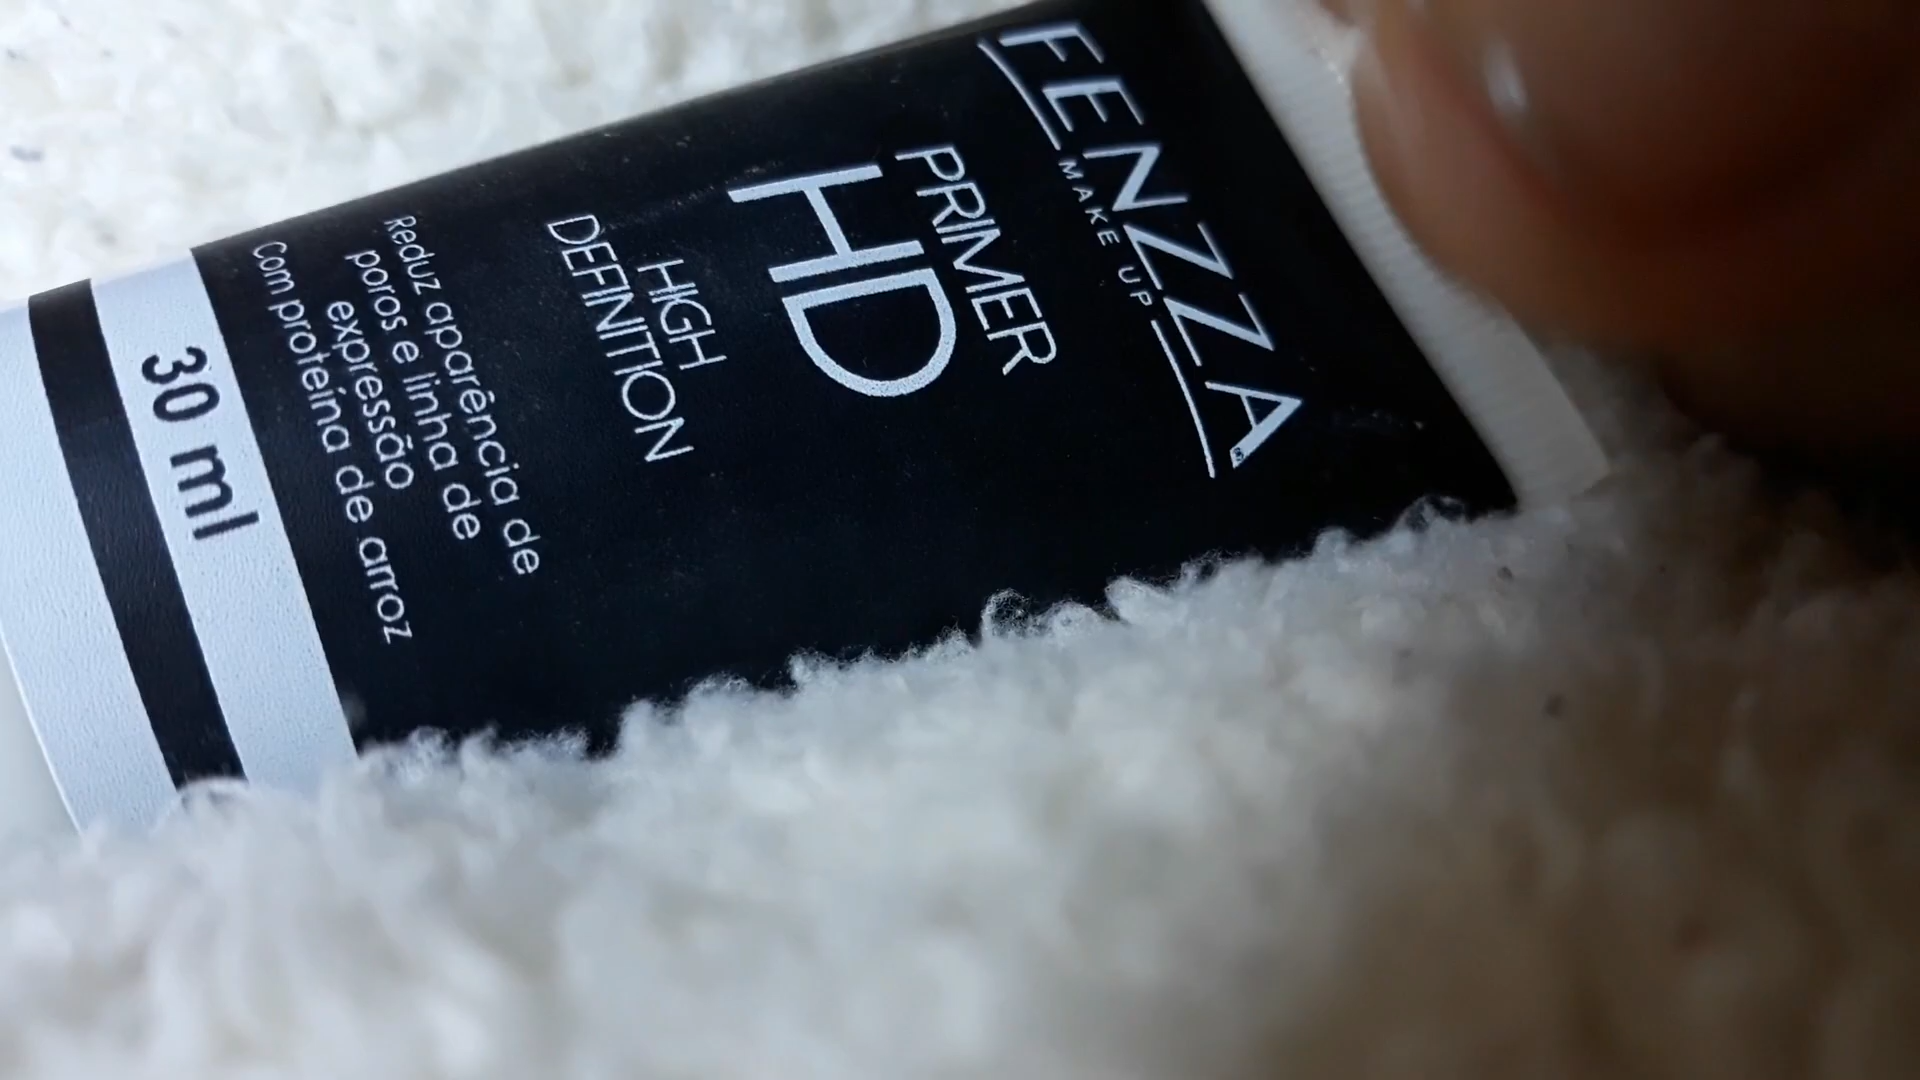 FENZZA®
MAKE UP
PRIMER
HD
HIGH
DEFINITION
Reduz aparência de
poros e linha de
expressão
Com proteína de arroz
30 ml